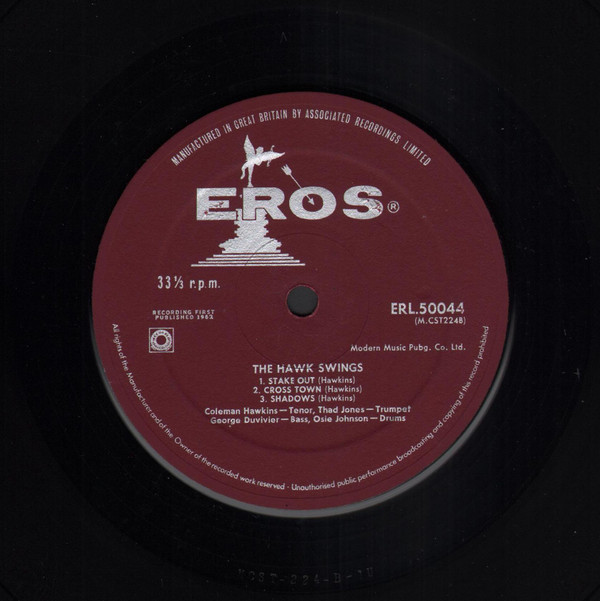 MANUFACTURED IN GREAT BRITAIN BY ASSOCIATED RECORDINGS LIMITED
EROS ®
33⅓ r.p.m.
RECORDING FIRST
PUBLISHED 1962
ERL.50044
(M.CST224B)
Modern Music Pubg. Co. Ltd.
THE HAWK SWINGS
1. STAKE OUT (Hawkins)
2. CROSS TOWN (Hawkins)
3. SHADOWS (Hawkins)
Coleman Hawkins—Tenor, Thad Jones—Trumpet
George Duvivier—Bass, Osie Johnson—Drums
All rights of the Manufacturer and of the Owner of the recorded work reserved - Unauthorised public performance broadcasting and copying of this record prohibited